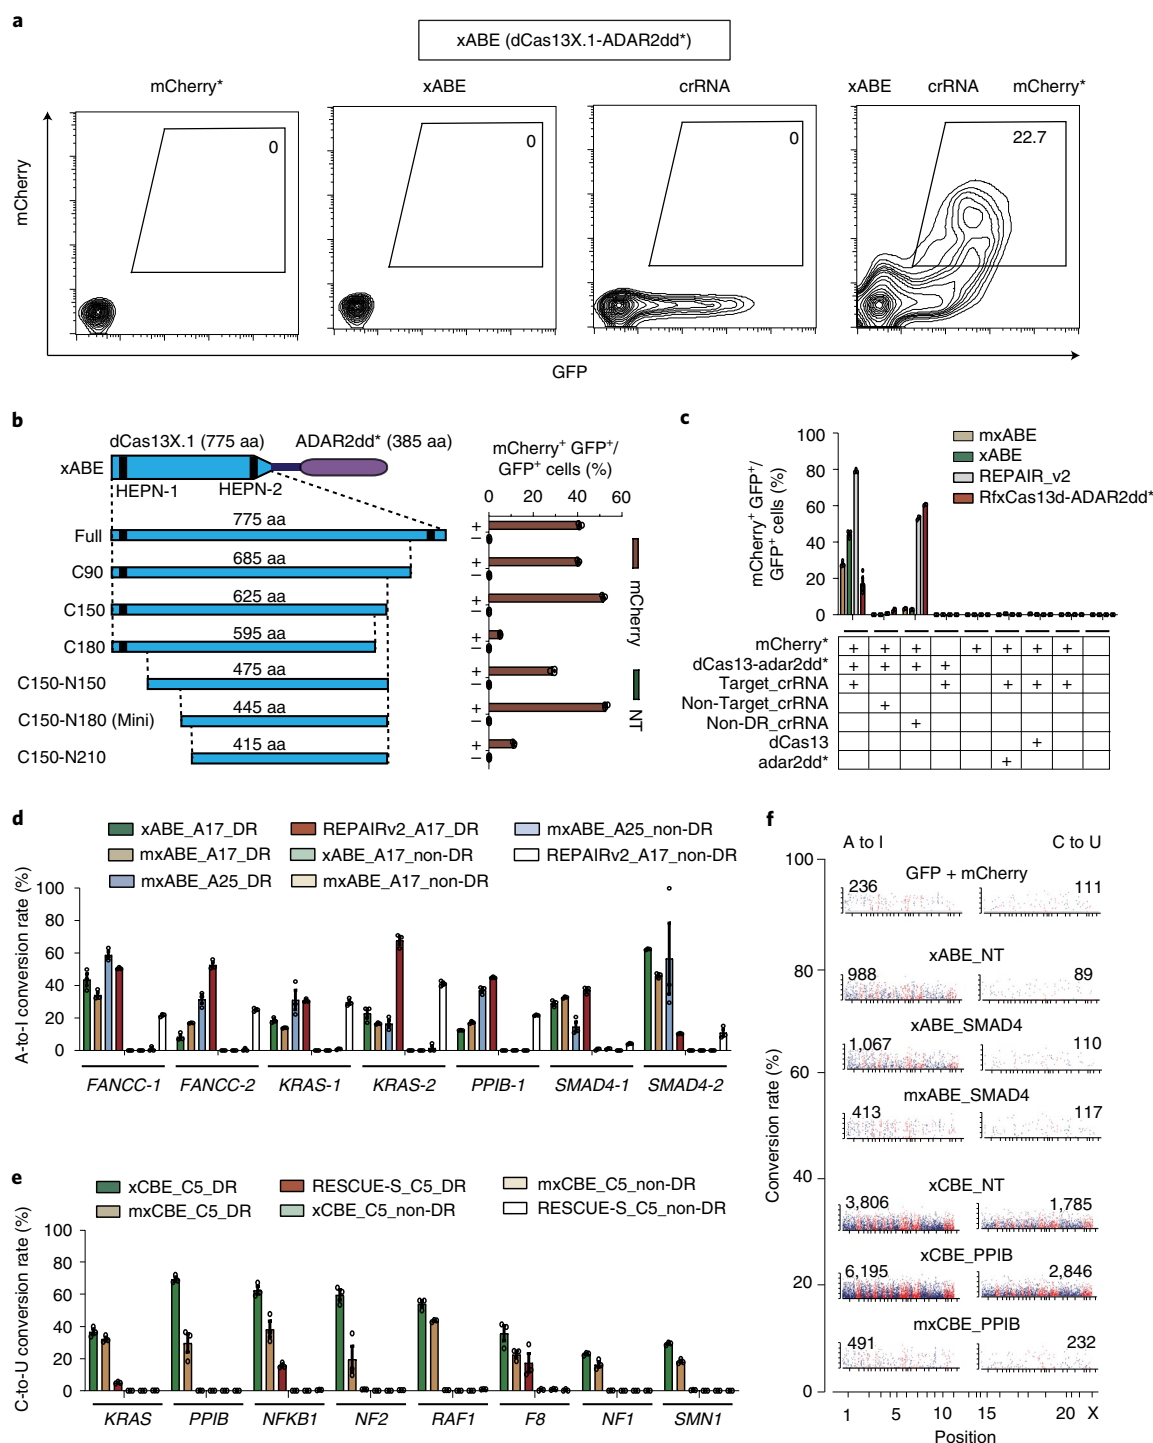 a
xABE (dCas13X.1-ADAR2dd*)
mCherry*
xABE
crRNA
xABE crRNA mCherry*
0
0
0
22.7
mCherry
GFP
b
dCas13X.1 (775 aa)
ADAR2dd* (385 aa)
xABE
HEPN-1
HEPN-2
Full
775 aa
C90
685 aa
C150
625 aa
C180
595 aa
C150-N150
475 aa
C150-N180 (Mini)
445 aa
C150-N210
415 aa
mCherry+ GFP+/
GFP+ cells (%)
0 20 40 60
+
−
+
−
+
−
+
−
+
−
+
−
+
−
mCherry
NT
c
mCherry+ GFP+/
GFP+ cells (%)
100
80
60
40
20
0
mxABE
xABE
REPAIR_v2
RfxCas13d-ADAR2dd*
mCherry* + + + + + +
dCas13-adar2dd* + + + +
Target_crRNA + + + + +
Non-Target_crRNA +
Non-DR_crRNA +
dCas13 +
adar2dd* +
d
xABE_A17_DR
REPAIRv2_A17_DR
mxABE_A25_non-DR
mxABE_A17_DR
xABE_A17_non-DR
REPAIRv2_A17_non-DR
mxABE_A25_DR
mxABE_A17_non-DR
A-to-I conversion rate (%)
100
80
60
40
20
0
FANCC-1 FANCC-2 KRAS-1 KRAS-2 PPIB-1 SMAD4-1 SMAD4-2
e
xCBE_C5_DR
RESCUE-S_C5_DR
mxCBE_C5_non-DR
mxCBE_C5_DR
xCBE_C5_non-DR
RESCUE-S_C5_non-DR
C-to-U conversion rate (%)
100
80
60
40
20
0
KRAS PPIB NFKB1 NF2 RAF1 F8 NF1 SMN1
f
A to I
C to U
Conversion rate (%)
100
80
60
40
20
0
GFP + mCherry
236
111
xABE_NT
988
89
xABE_SMAD4
1,067
110
mxABE_SMAD4
413
117
xCBE_NT
3,806
1,785
xCBE_PPIB
6,195
2,846
mxCBE_PPIB
491
232
1 5 10 15 20 X
Position